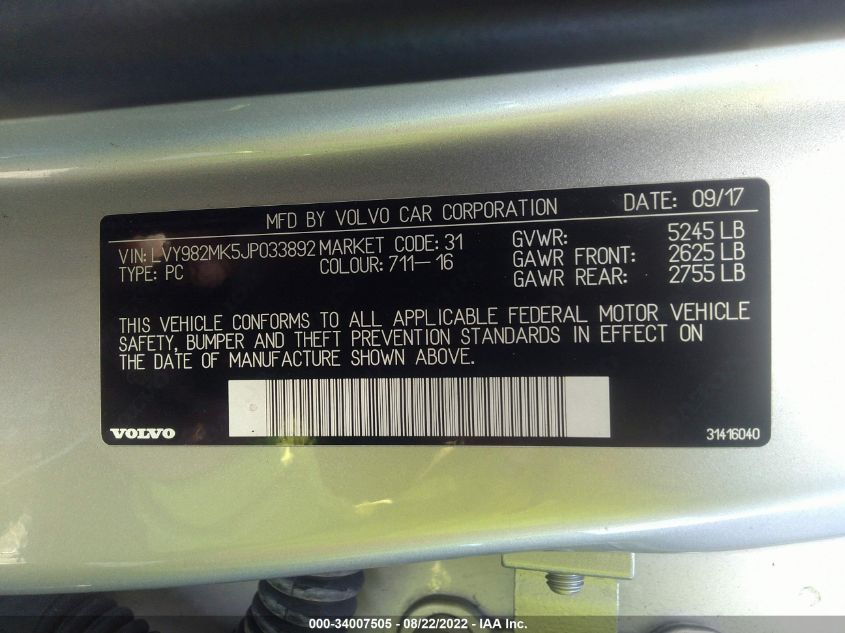 MFD BY VOLVO CAR CORPORATION DATE: 09/17
VIN: LVY982MK5JP033892 MARKET CODE: 31 GVWR: 5245 LB
TYPE: PC COLOUR: 711-16 GAWR FRONT: 2625 LB
GAWR REAR: 2755 LB
THIS VEHICLE CONFORMS TO ALL APPLICABLE FEDERAL MOTOR VEHICLE
SAFETY, BUMPER AND THEFT PREVENTION STANDARDS IN EFFECT ON
THE DATE OF MANUFACTURE SHOWN ABOVE.
VOLVO 31416040
000-34007505 - 08/22/2022 - IAA Inc.